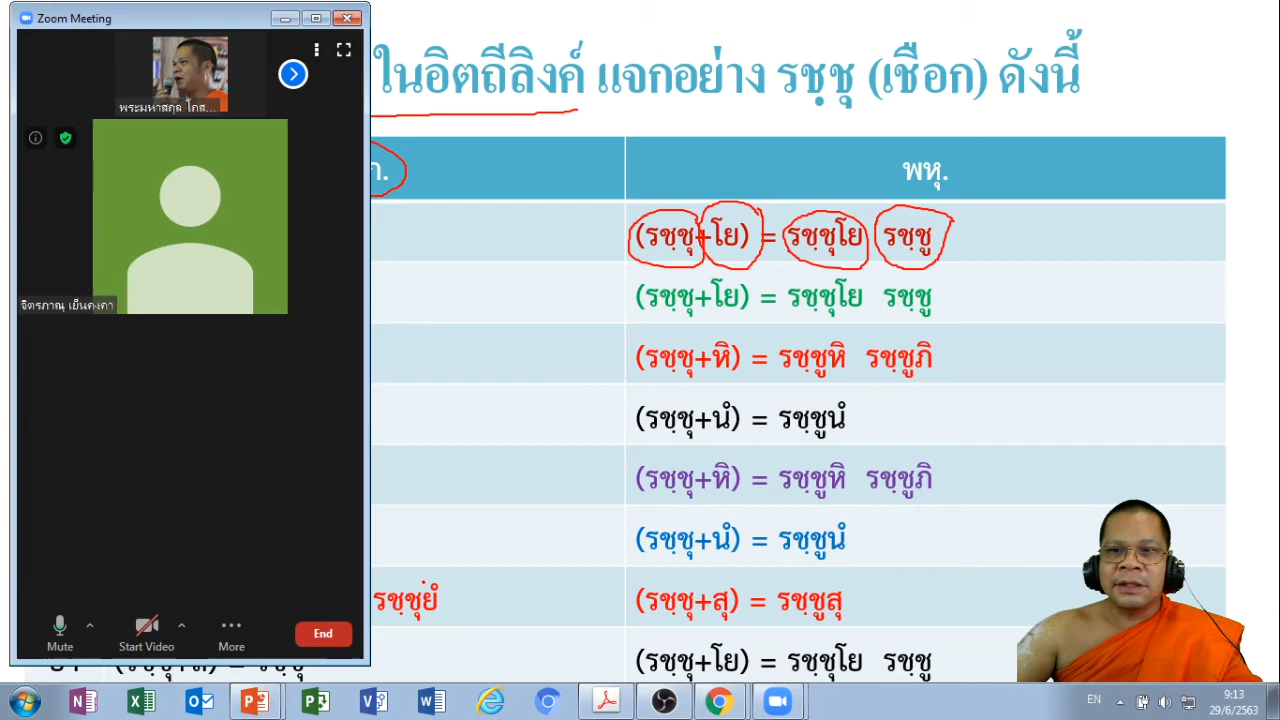 Zoom Meeting
ในอิตถีลิงค์ แจกอย่าง รชฺชุ (เชือก) ดังนี้
พระมหาสกุล โกส...
พหุ.
(รชฺชุ+โย) = รชฺชุโย รชฺชู
จิตรภาณุ เย็นคงคา
(รชฺชุ+โย) = รชฺชุโย รชฺชู
(รชฺชุ+หิ) = รชฺชูหิ รชฺชูภิ
(รชฺชุ+นํ) = รชฺชูนํ
(รชฺชุ+หิ) = รชฺชูหิ รชฺชูภิ
(รชฺชุ+นํ) = รชฺชูนํ
รชฺชุยํ (รชฺชุ+สุ) = รชฺชูสุ
Mute Start Video More End
(รชฺชุ+โย) = รชฺชุโย รชฺชู
EN
9:13
29/6/2563